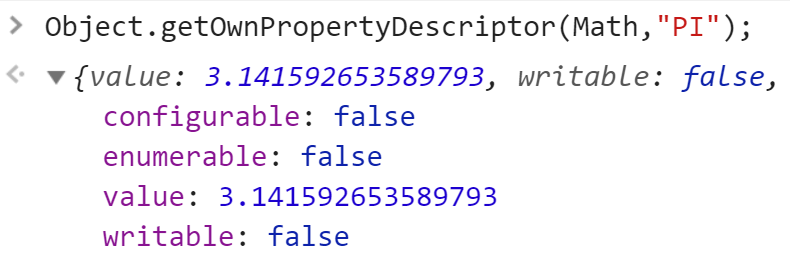 > Object.getOwnPropertyDescriptor(Math,"PI");
{value: 3.141592653589793, writable: false,
configurable: false
enumerable: false
value: 3.141592653589793
writable: false